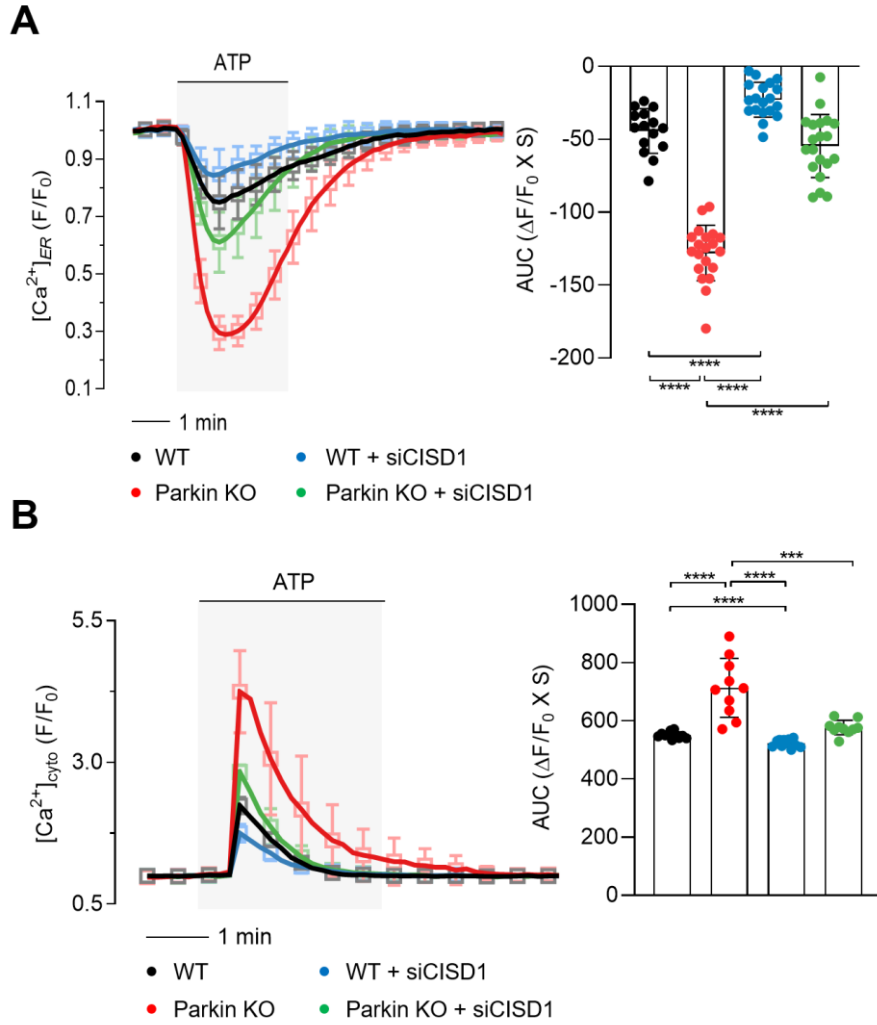 A
ATP
[Ca²⁺]ER (F/F₀)
1.1
0.9
0.7
0.5
0.3
0.1
1 min
AUC (ΔF/F₀ X S)
0
-50
-100
-150
-200
****
**** ****
****
WT
WT + siCISD1
Parkin KO
Parkin KO + siCISD1
B
ATP
[Ca²⁺]cyto (F/F₀)
5.5
3.0
0.5
1 min
AUC (ΔF/F₀ X S)
1000
800
600
400
200
0
***
**** ****
****
WT
WT + siCISD1
Parkin KO
Parkin KO + siCISD1